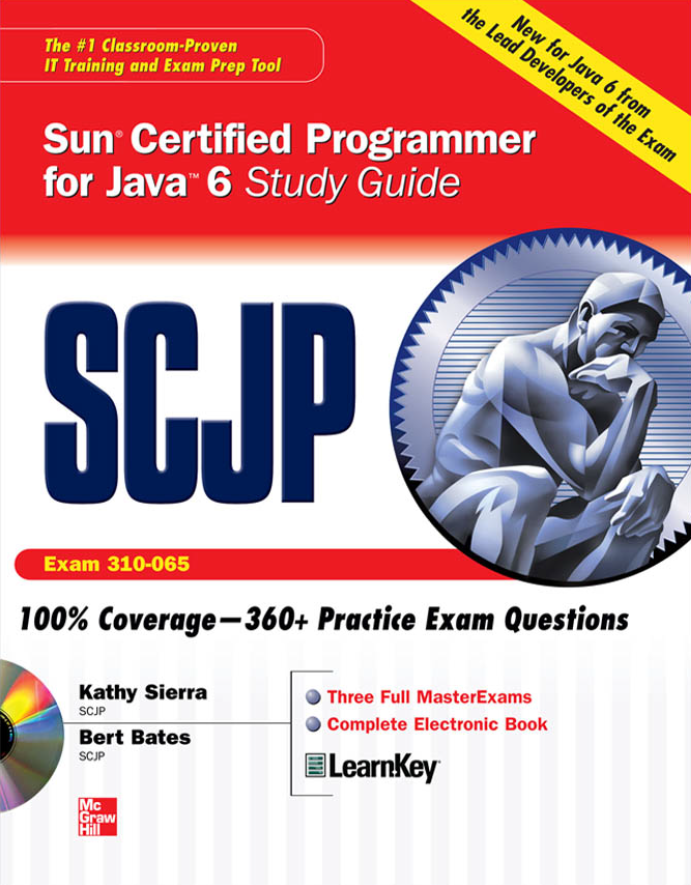 The #1 Classroom-Proven
IT Training and Exam Prep Tool
New for Java 6 from
the Lead Developers of the Exam
Sun® Certified Programmer
for Java™ 6 Study Guide
SCJP
Exam 310-065
100% Coverage—360+ Practice Exam Questions
Kathy Sierra
SCJP
Bert Bates
SCJP
Three Full MasterExams
Complete Electronic Book
LearnKey
Mc
Graw
Hill